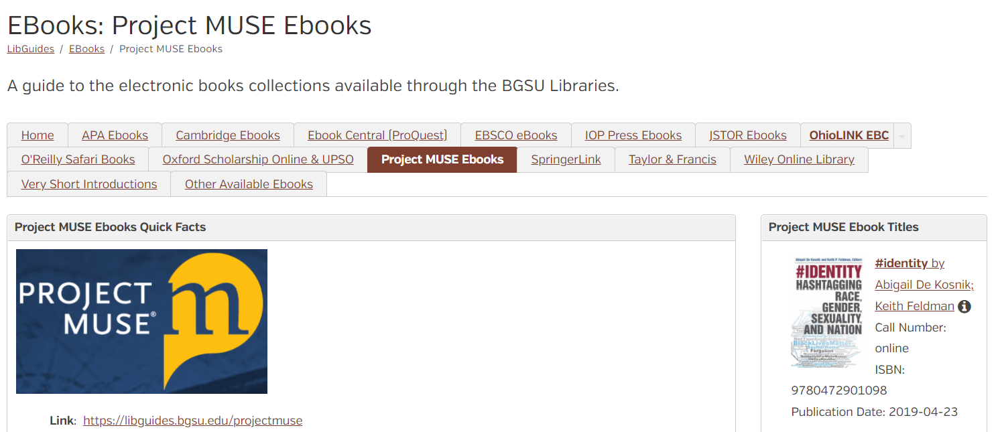 EBooks: Project MUSE Ebooks
LibGuides / EBooks / Project MUSE Ebooks
A guide to the electronic books collections available through the BGSU Libraries.
Home APA Ebooks Cambridge Ebooks Ebook Central (ProQuest) EBSCO eBooks IOP Press Ebooks JSTOR Ebooks OhioLINK EBC
O'Reilly Safari Books Oxford Scholarship Online & UPSO Project MUSE Ebooks SpringerLink Taylor & Francis Wiley Online Library
Very Short Introductions Other Available Ebooks
Project MUSE Ebooks Quick Facts
PROJECT
MUSE®
m
Link: https://libguides.bgsu.edu/projectmuse
Project MUSE Ebook Titles
Abigail De Kosnik and Keith P. Feldman, Editors
#IDENTITY
HASHTAGGING
RACE,
GENDER,
SEXUALITY,
AND NATION
BlackLivesMatter
Ferguson
#identity by
Abigail De Kosnik;
Keith Feldman
Call Number:
online
ISBN:
9780472901098
Publication Date: 2019-04-23